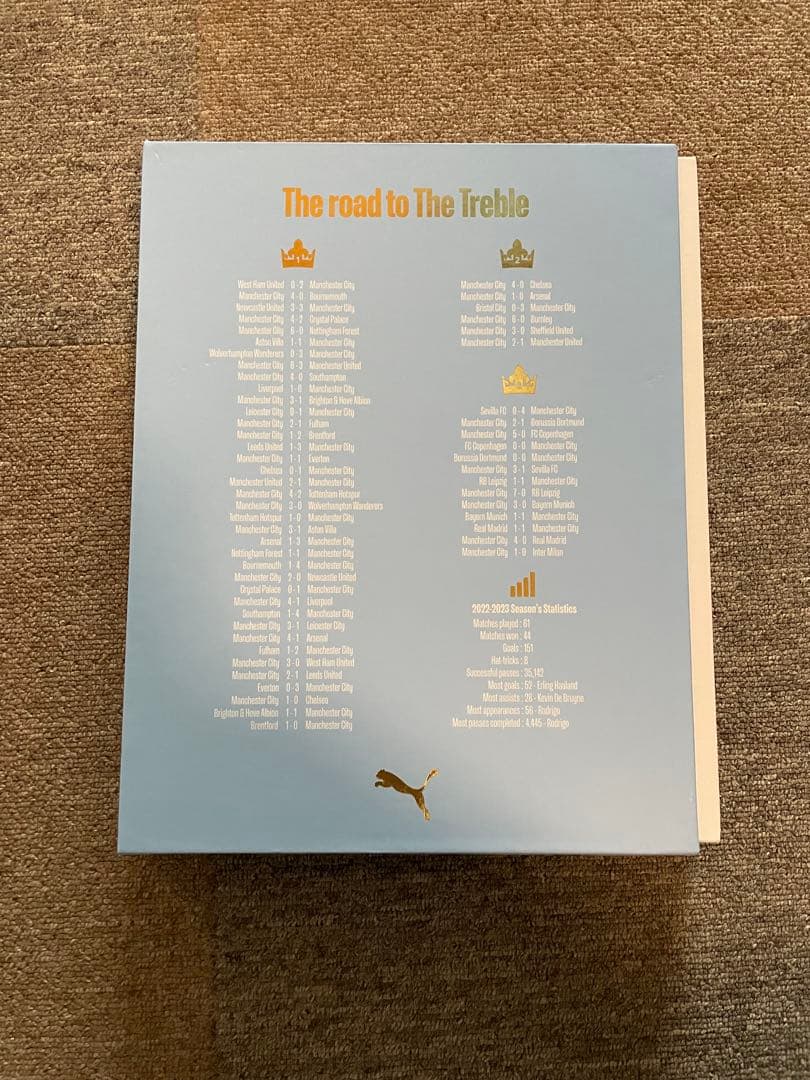 The road to The Treble
1
West Ham United 0 - 2 Manchester City
Manchester City 4 - 0 Bournemouth
Newcastle United 3 - 3 Manchester City
Manchester City 4 - 2 Crystal Palace
Manchester City 6 - 0 Nottingham Forest
Aston Villa 1 - 1 Manchester City
Wolverhampton Wanderers 0 - 3 Manchester City
Manchester City 6 - 3 Manchester United
Manchester City 4 - 0 Southampton
Liverpool 1 - 0 Manchester City
Manchester City 3 - 1 Brighton & Hove Albion
Leicester City 0 - 1 Manchester City
Manchester City 2 - 1 Fulham
Manchester City 1 - 2 Brentford
Leeds United 1 - 3 Manchester City
Manchester City 1 - 1 Everton
Chelsea 0 - 1 Manchester City
Manchester United 2 - 1 Manchester City
Manchester City 4 - 2 Tottenham Hotspur
Manchester City 3 - 0 Wolverhampton Wanderers
Tottenham Hotspur 1 - 0 Manchester City
Manchester City 3 - 1 Aston Villa
Arsenal 1 - 3 Manchester City
Nottingham Forest 1 - 1 Manchester City
Bournemouth 1 - 4 Manchester City
Manchester City 2 - 0 Newcastle United
Crystal Palace 0 - 1 Manchester City
Manchester City 4 - 1 Liverpool
Southampton 1 - 4 Manchester City
Manchester City 3 - 1 Leicester City
Manchester City 4 - 1 Arsenal
Fulham 1 - 2 Manchester City
Manchester City 3 - 0 West Ham United
Manchester City 2 - 1 Leeds United
Everton 0 - 3 Manchester City
Manchester City 1 - 0 Chelsea
Brighton & Hove Albion 1 - 1 Manchester City
Brentford 1 - 0 Manchester City
2
Manchester City 4 - 0 Chelsea
Manchester City 1 - 0 Arsenal
Bristol City 0 - 3 Manchester City
Manchester City 6 - 0 Burnley
Manchester City 3 - 0 Sheffield United
Manchester City 2 - 1 Manchester United
3
Sevilla FC 0 - 4 Manchester City
Manchester City 2 - 1 Borussia Dortmund
Manchester City 5 - 0 FC Copenhagen
FC Copenhagen 0 - 0 Manchester City
Borussia Dortmund 0 - 0 Manchester City
Manchester City 3 - 1 Sevilla FC
RB Leipzig 1 - 1 Manchester City
Manchester City 7 - 0 RB Leipzig
Manchester City 3 - 0 Bayern Munich
Bayern Munich 1 - 1 Manchester City
Real Madrid 1 - 1 Manchester City
Manchester City 4 - 0 Real Madrid
Manchester City 1 - 0 Inter Milan
2022-2023 Season's Statistics
Matches played : 61
Matches won : 44
Goals : 151
Hat-tricks : 8
Successful passes : 35,142
Most goals : 52 - Erling Haaland
Most assists : 28 - Kevin De Bruyne
Most appearances : 56 - Rodrigo
Most passes completed : 4,445 - Rodrigo